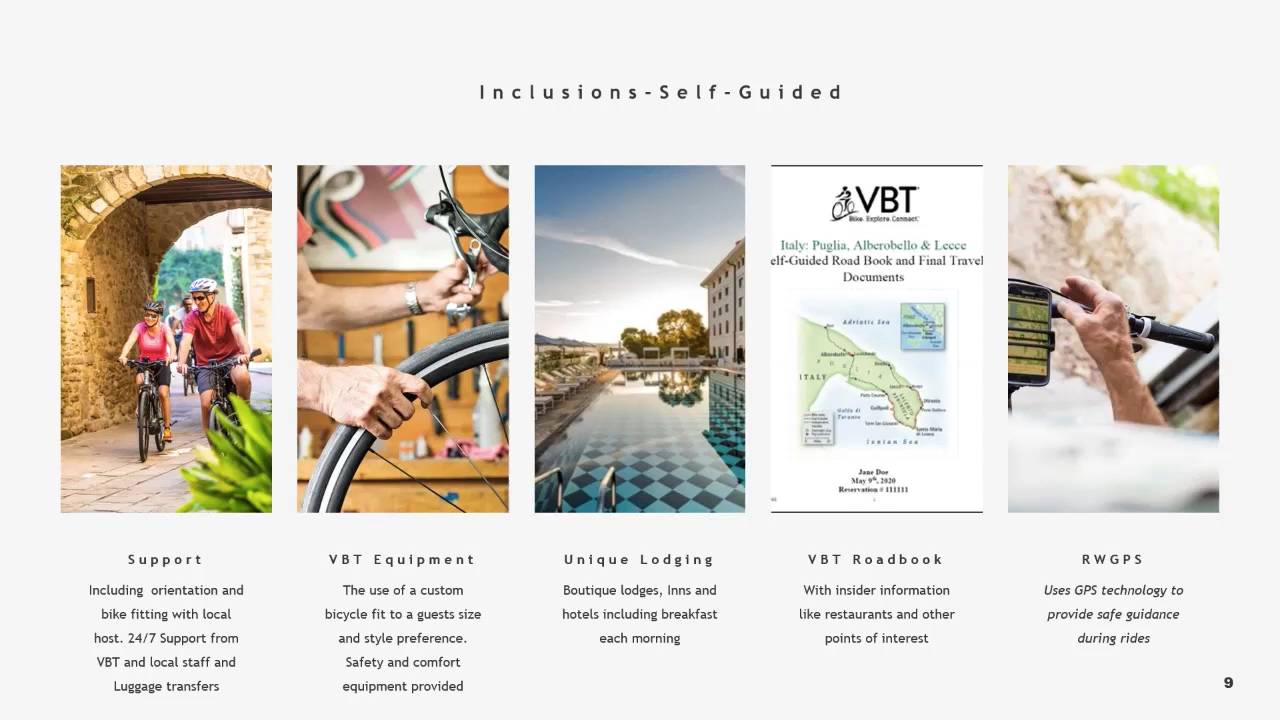 Inclusions-Self-Guided
VBT
Bike. Explore. Connect.
Italy: Puglia, Alberobello & Lecce
elf-Guided Road Book and Final Travel
Documents
Adriatic Sea
ITALY
Ionian Sea
Jane Doe
May 9th, 2020
Reservation # 111111
Support
Including orientation and
bike fitting with local
host. 24/7 Support from
VBT and local staff and
Luggage transfers
VBT Equipment
The use of a custom
bicycle fit to a guests size
and style preference.
Safety and comfort
equipment provided
Unique Lodging
Boutique lodges, Inns and
hotels including breakfast
each morning
VBT Roadbook
With insider information
like restaurants and other
points of interest
RWGPS
Uses GPS technology to
provide safe guidance
during rides
9